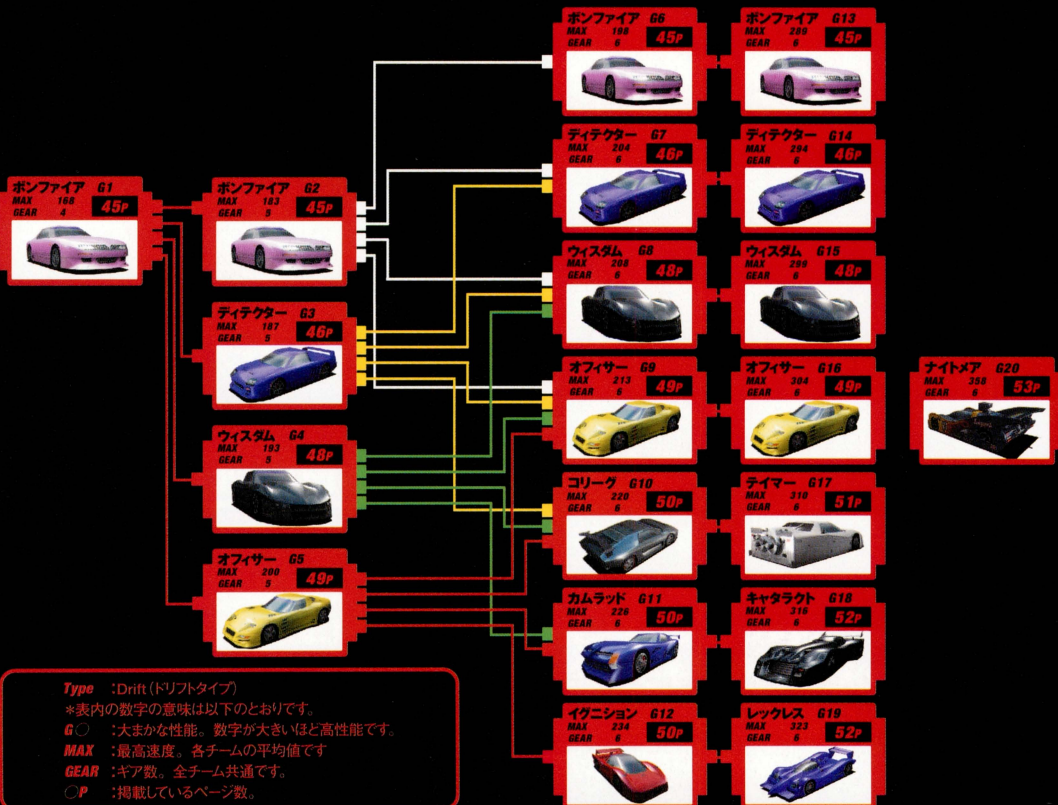 ボンファイア G1
MAX 168
GEAR 4 45P
ボンファイア G2
MAX 183
GEAR 5 45P
ディテクター G3
MAX 187
GEAR 5 46P
ウィスダム G4
MAX 193
GEAR 5 48P
オフィサー G5
MAX 200
GEAR 5 49P
ボンファイア G6
MAX 198
GEAR 6 45P
ディテクター G7
MAX 204
GEAR 6 46P
ウィスダム G8
MAX 208
GEAR 6 48P
オフィサー G9
MAX 213
GEAR 6 49P
コリーグ G10
MAX 220
GEAR 6 50P
カムラッド G11
MAX 226
GEAR 6 50P
イグニション G12
MAX 234
GEAR 6 50P
ボンファイア G13
MAX 289
GEAR 6 45P
ディテクター G14
MAX 294
GEAR 6 46P
ウィスダム G15
MAX 299
GEAR 6 48P
オフィサー G16
MAX 304
GEAR 6 49P
テイマー G17
MAX 310
GEAR 6 51P
キャタラクト G18
MAX 316
GEAR 6 52P
レックレス G19
MAX 323
GEAR 6 52P
ナイトメア G20
MAX 358
GEAR 6 53P
Type :Drift(ドリフトタイプ)
*表内の数字の意味は以下のとおりです。
G○ :大まかな性能。数字が大きいほど高性能です。
MAX :最高速度。各チームの平均値です
GEAR :ギア数。全チーム共通です。
○P :掲載しているページ数。